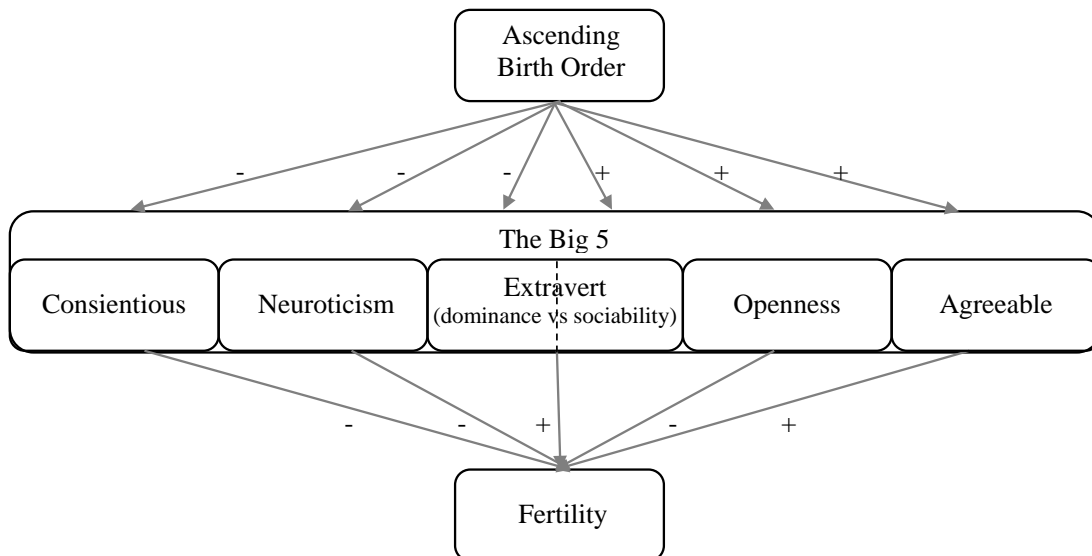 Ascending
Birth Order
- - - + + +
The Big 5
Consientious Neuroticism Extravert Openness Agreeable
(dominance vs sociability)
- - + - +
Fertility